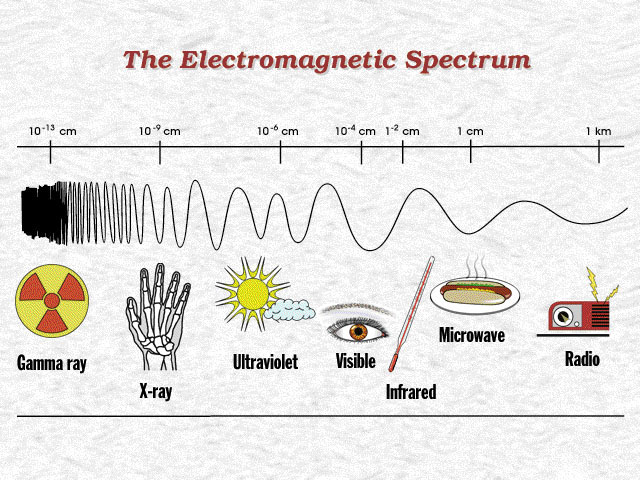 The Electromagnetic Spectrum
10⁻¹³ cm 10⁻⁹ cm 10⁻⁶ cm 10⁻⁴ cm 1⁻² cm 1 cm 1 km
Gamma ray
X-ray
Ultraviolet
Visible
Infrared
Microwave
Radio